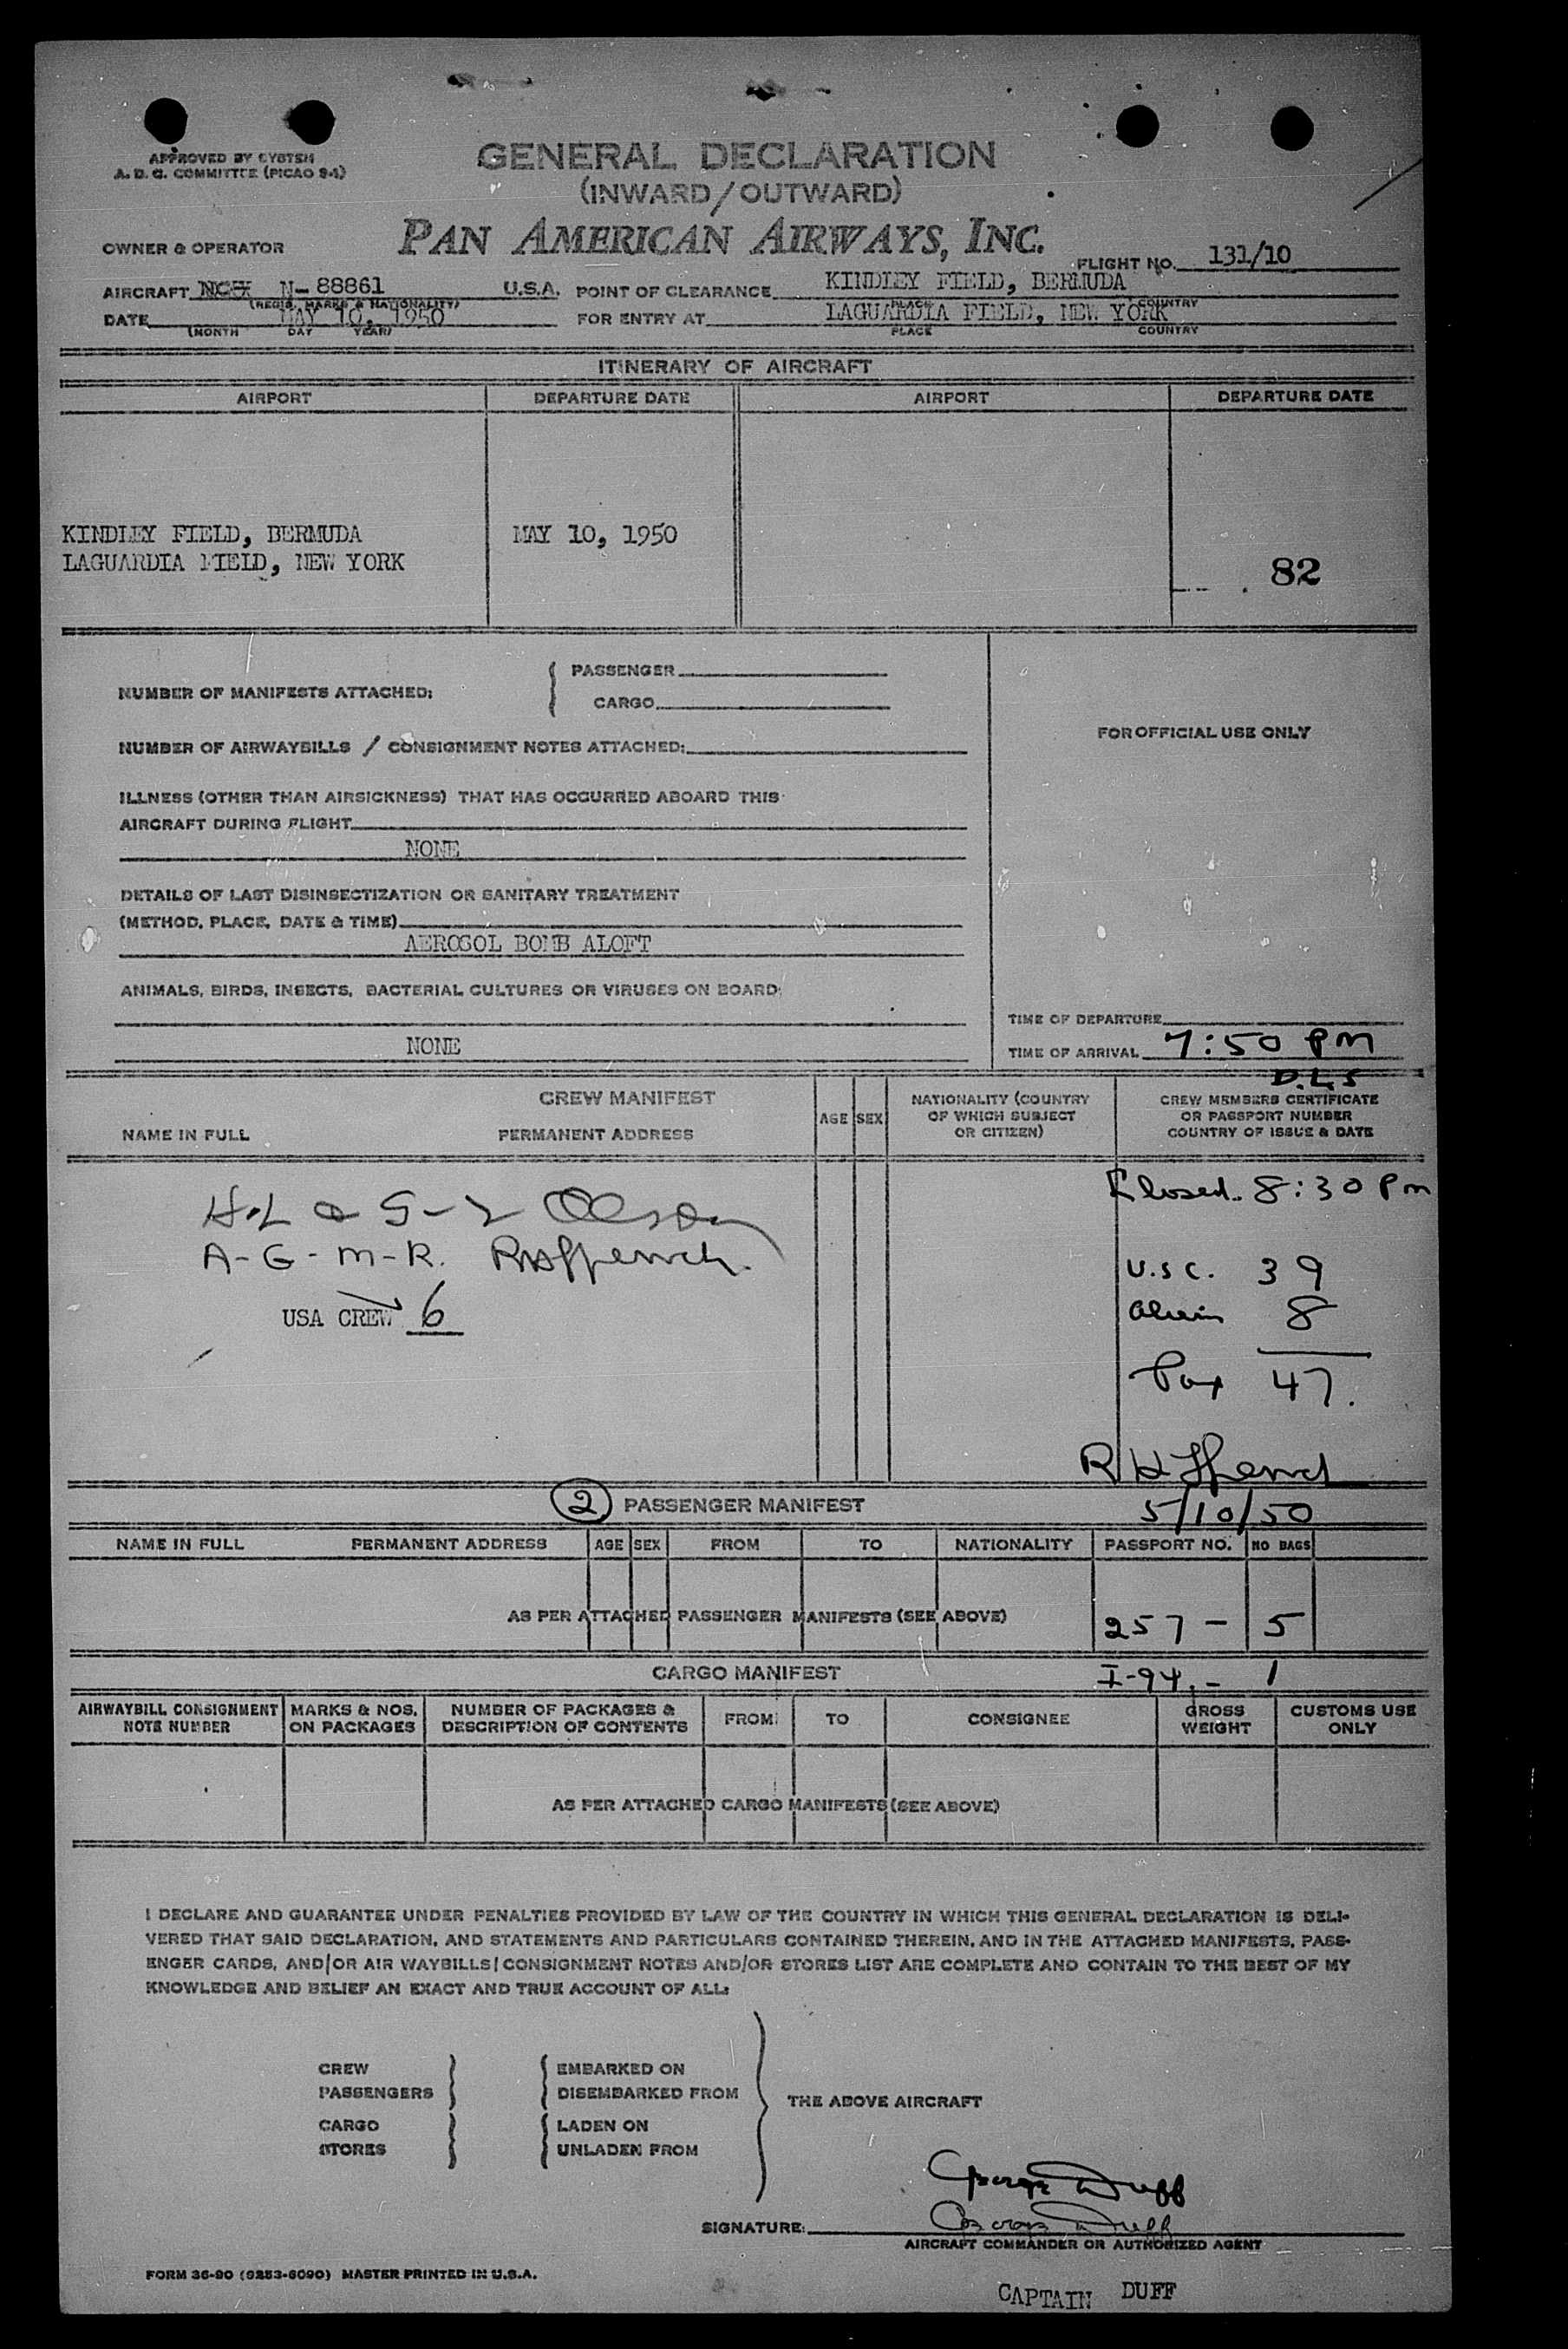 APPROVED BY SYSTEM
A. D. C. COMMITTEE (PICAO 9-1)
GENERAL DECLARATION
(INWARD/OUTWARD)
OWNER & OPERATOR PAN AMERICAN AIRWAYS, INC. FLIGHT NO. 131/10
AIRCRAFT N-88861 U.S.A. POINT OF CLEARANCE KINDLEY FIELD, BERMUDA
(REGIS. MARKS & NATIONALITY) PLACE COUNTRY
DATE MAY 10, 1950 FOR ENTRY AT LAGUARDIA FIELD, NEW YORK
(MONTH DAY YEAR) PLACE COUNTRY
ITINERARY OF AIRCRAFT
AIRPORT DEPARTURE DATE AIRPORT DEPARTURE DATE
KINDLEY FIELD, BERMUDA MAY 10, 1950
LAGUARDIA FIELD, NEW YORK 82
NUMBER OF MANIFESTS ATTACHED: PASSENGER
CARGO
FOR OFFICIAL USE ONLY
NUMBER OF AIRWAYBILLS / CONSIGNMENT NOTES ATTACHED:
ILLNESS (OTHER THAN AIRSICKNESS) THAT HAS OCCURRED ABOARD THIS
AIRCRAFT DURING FLIGHT
NONE
DETAILS OF LAST DISINSECTIZATION OR SANITARY TREATMENT
(METHOD, PLACE, DATE & TIME)
AEROSOL BOMB ALOFT
ANIMALS, BIRDS, INSECTS, BACTERIAL CULTURES OR VIRUSES ON BOARD:
NONE
TIME OF DEPARTURE
TIME OF ARRIVAL 7:50 PM
D.L.S
CREW MANIFEST
NAME IN FULL PERMANENT ADDRESS AGE SEX NATIONALITY (COUNTRY OF WHICH SUBJECT OR CITIZEN) CREW MEMBERS CERTIFICATE OR PASSPORT NUMBER COUNTRY OF ISSUE & DATE
Closed.. 8:30 Pm
Olson
A-G-M-R.
USA CREW 6
U.S C. 39
Alien 8
Pax 47.
5/10/50
2 PASSENGER MANIFEST
NAME IN FULL PERMANENT ADDRESS AGE SEX FROM TO NATIONALITY PASSPORT NO. NO BAGS
AS PER ATTACHED PASSENGER MANIFESTS (SEE ABOVE) 257 - 5
CARGO MANIFEST I-94. - 1
AIRWAYBILL CONSIGNMENT NOTE NUMBER MARKS & NOS. ON PACKAGES NUMBER OF PACKAGES & DESCRIPTION OF CONTENTS FROM TO CONSIGNEE GROSS WEIGHT CUSTOMS USE ONLY
AS PER ATTACHED CARGO MANIFESTS (SEE ABOVE)
I DECLARE AND GUARANTEE UNDER PENALTIES PROVIDED BY LAW OF THE COUNTRY IN WHICH THIS GENERAL DECLARATION IS DELI-
VERED THAT SAID DECLARATION, AND STATEMENTS AND PARTICULARS CONTAINED THEREIN, AND IN THE ATTACHED MANIFESTS, PASS-
ENGER CARDS, AND/OR AIR WAYBILLS/CONSIGNMENT NOTES AND/OR STORES LIST ARE COMPLETE AND CONTAIN TO THE BEST OF MY
KNOWLEDGE AND BELIEF AN EXACT AND TRUE ACCOUNT OF ALL:
CREW EMBARKED ON
PASSENGERS DISEMBARKED FROM
THE ABOVE AIRCRAFT
CARGO LADEN ON
STORES UNLADEN FROM
George Duff
SIGNATURE: George Duff
AIRCRAFT COMMANDER OR AUTHORIZED AGENT
FORM 36-90 (9253-6090) MASTER PRINTED IN U.S.A.
CAPTAIN DUFF